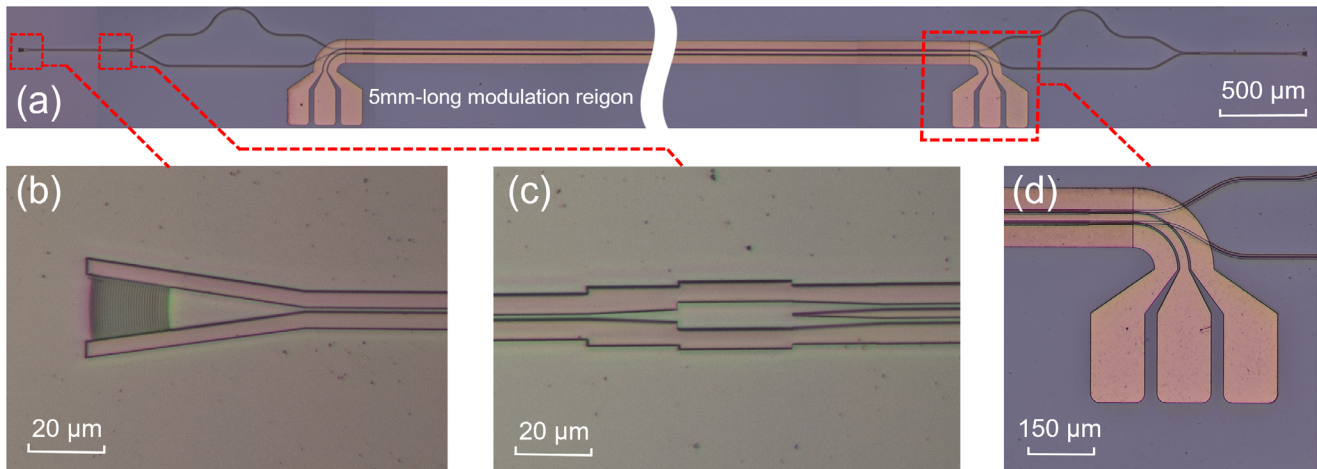 (a)
5mm-long modulation reigon
500 μm
(b)
(c)
(d)
20 μm
20 μm
150 μm